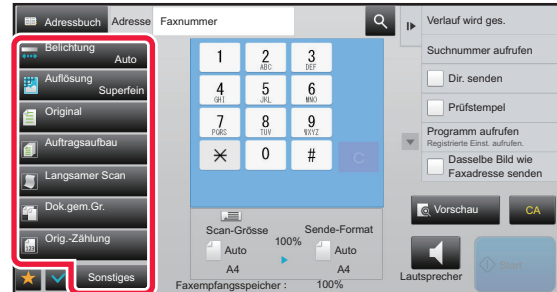 Adressbuch
Adresse
Faxnummer
Verlauf wird ges.
Belichtung
Auto
Suchnummer aufrufen
Auflösung
Superfein
Dir. senden
Original
Prüfstempel
Auftragsaufbau
Programm aufrufen
Registrierte Einst. aufrufen.
Langsamer Scan
Dasselbe Bild wie
Faxadresse senden
Dok.gem.Gr.
Orig.-Zählung
Sonstiges
1
2 ABC
3 DEF
4 GHI
5 JKL
6 MNO
7 PQRS
8 TUV
9 WXYZ
0
#
C
Scan-Grösse
100%
Sende-Format
Auto
Auto
A4
A4
Faxempfangsspeicher : 100%
Vorschau
CA
Lautsprecher
Start